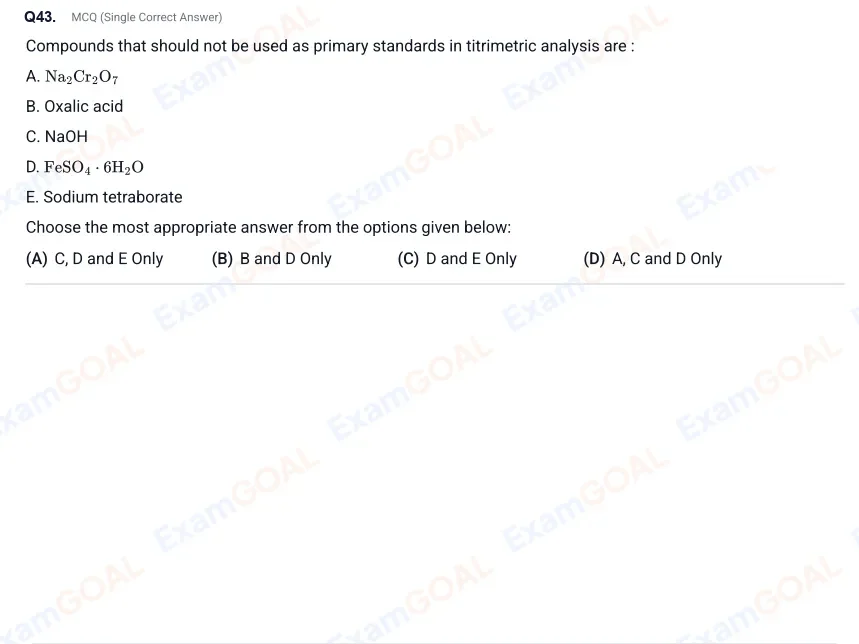 Q43. MCQ (Single Correct Answer)
Compounds that should not be used as primary standards in titrimetric analysis are :
A. Na₂Cr₂O₇
B. Oxalic acid
C. NaOH
D. FeSO₄ · 6H₂O
E. Sodium tetraborate
Choose the most appropriate answer from the options given below:
(A) C, D and E Only (B) B and D Only (C) D and E Only (D) A, C and D Only